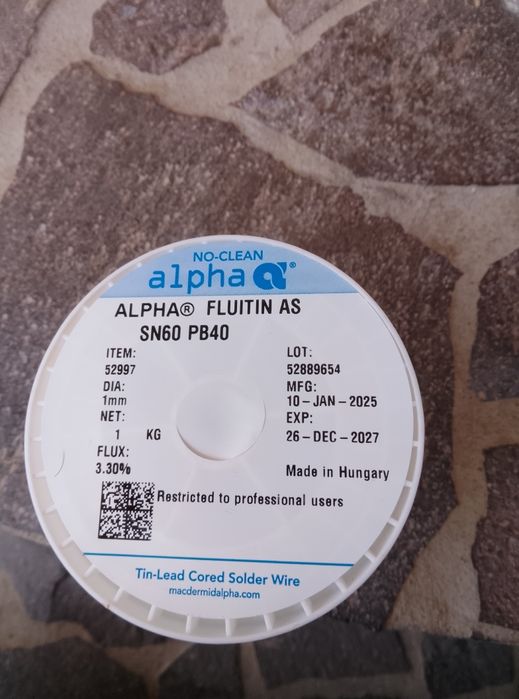 NO-CLEAN
alpha a®
ALPHA® FLUITIN AS
SN60 PB40
ITEM:
52997
DIA:
1mm
NET:
1 KG
FLUX:
3.30%
LOT:
52889654
MFG:
10-JAN-2025
EXP:
26-DEC-2027
Made in Hungary
Restricted to professional users
Tin-Lead Cored Solder Wire
macdermidalpha.com